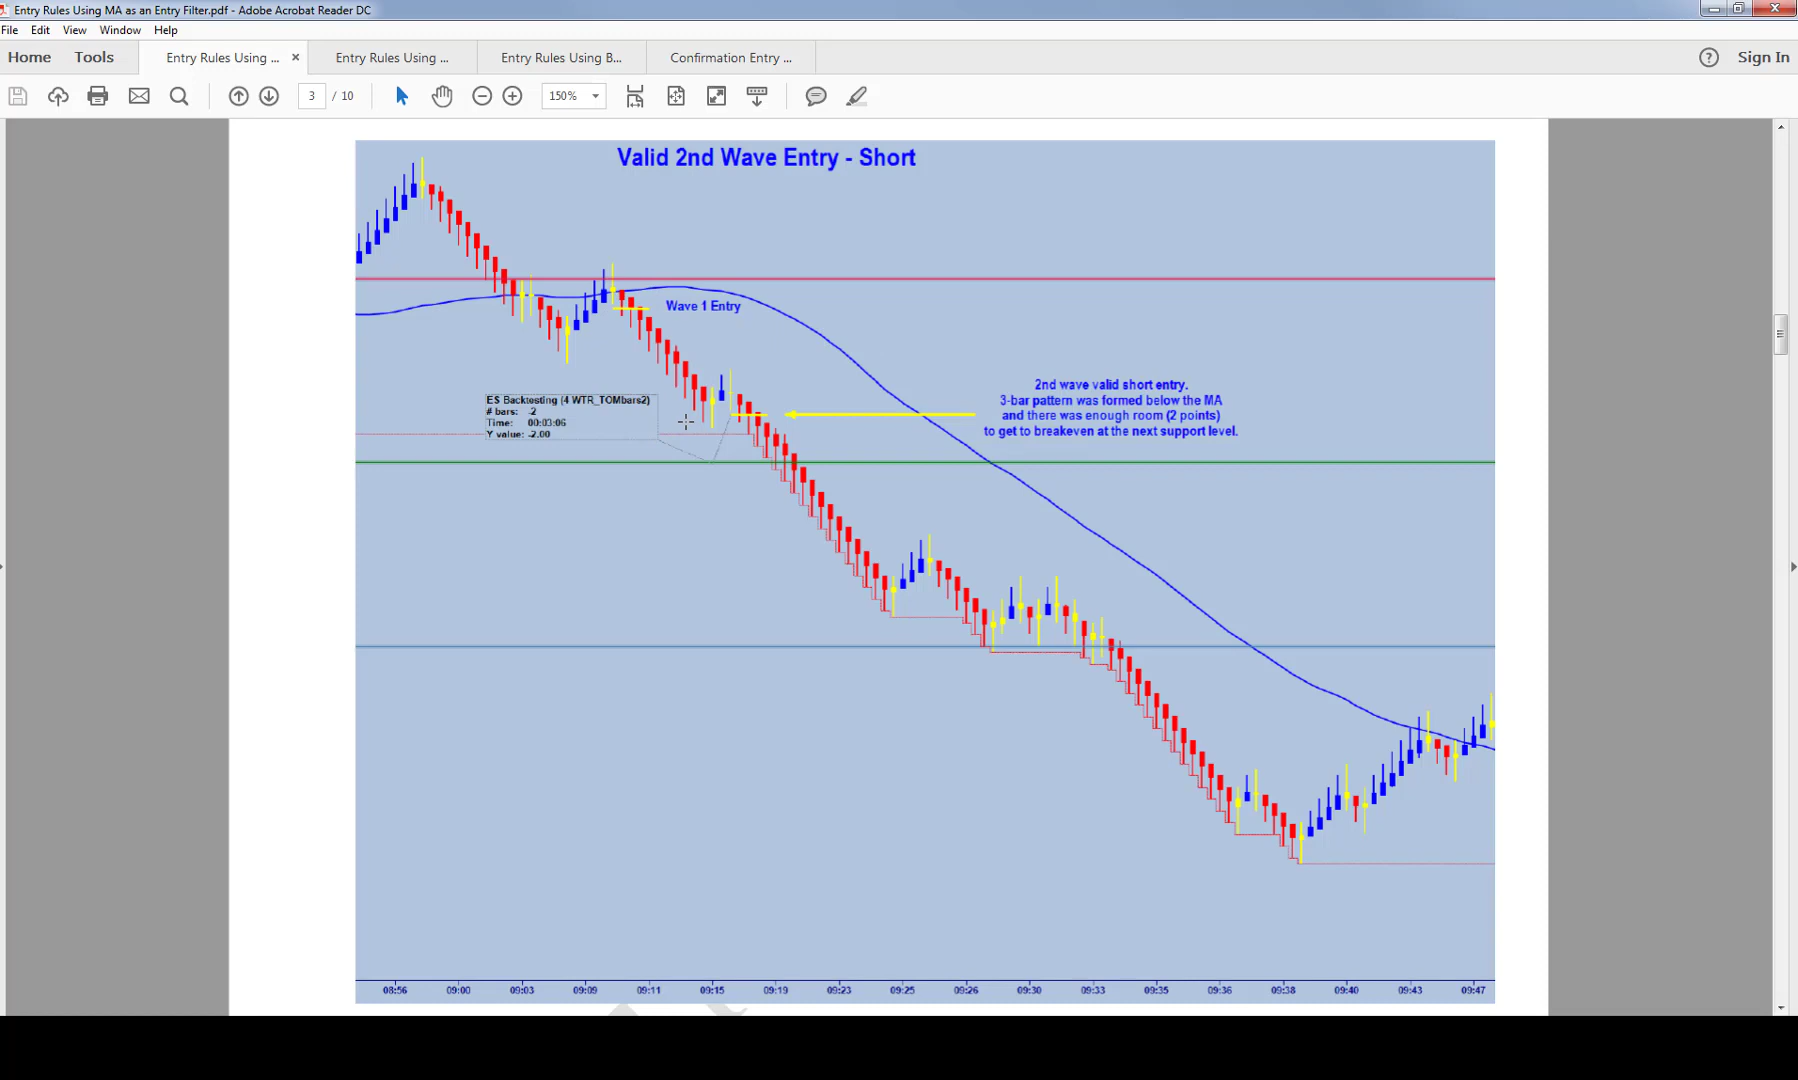 Entry Rules Using MA as an Entry Filter.pdf - Adobe Acrobat Reader DC
File Edit View Window Help
Home Tools Entry Rules Using ... × Entry Rules Using ... Entry Rules Using B... Confirmation Entry ... ? Sign In
3 / 10 150%
Valid 2nd Wave Entry - Short
Wave 1 Entry
2nd wave valid short entry.
3-bar pattern was formed below the MA
and there was enough room (2 points)
to get to breakeven at the next support level.
ES Backtesting (4 WTR_TOMbars2)
# bars: -2
Time: 00:03:06
Y value: -2.00
08:56 09:00 09:03 09:09 09:11 09:15 09:19 09:23 09:25 09:26 09:30 09:33 09:35 09:36 09:38 09:40 09:43 09:47